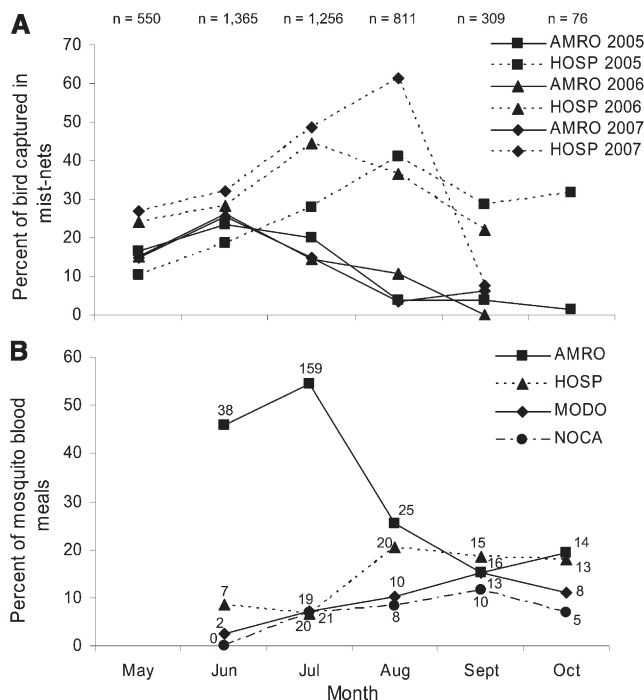 n = 550 n = 1,365 n = 1,256 n = 811 n = 309 n = 76
A
70
60
50
40
30
20
10
0
Percent of bird captured in
mist-nets
AMRO 2005
HOSP 2005
AMRO 2006
HOSP 2006
AMRO 2007
HOSP 2007
B
60
50
40
30
20
10
0
Percent of mosquito blood
meals
AMRO
HOSP
MODO
NOCA
38
159
25
14
7
20
15
16
13
2
19
10
13
8
0
20
21
8
10
5
May Jun Jul Aug Sept Oct
Month